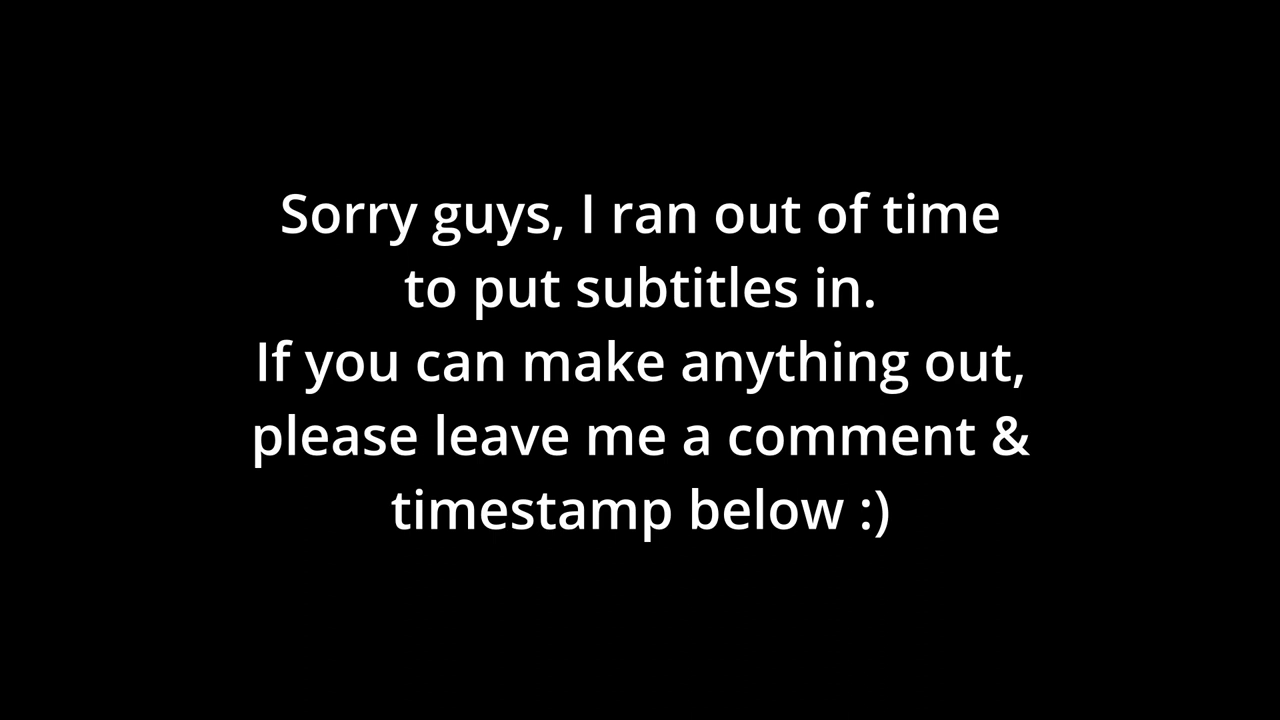 Sorry guys, I ran out of time
to put subtitles in.
If you can make anything out,
please leave me a comment &
timestamp below :)